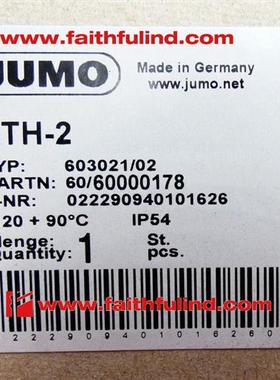 www.faithfulind.com
JUMO
Made in Germany
www.jumo.net
TH-2
YP: 603021/02
ARTN: 60/60000178
-NR: 022290940101626
20 + 90°C IP54
Menge: 1 St.
Quantity: pcs.
www.faithfulind.com